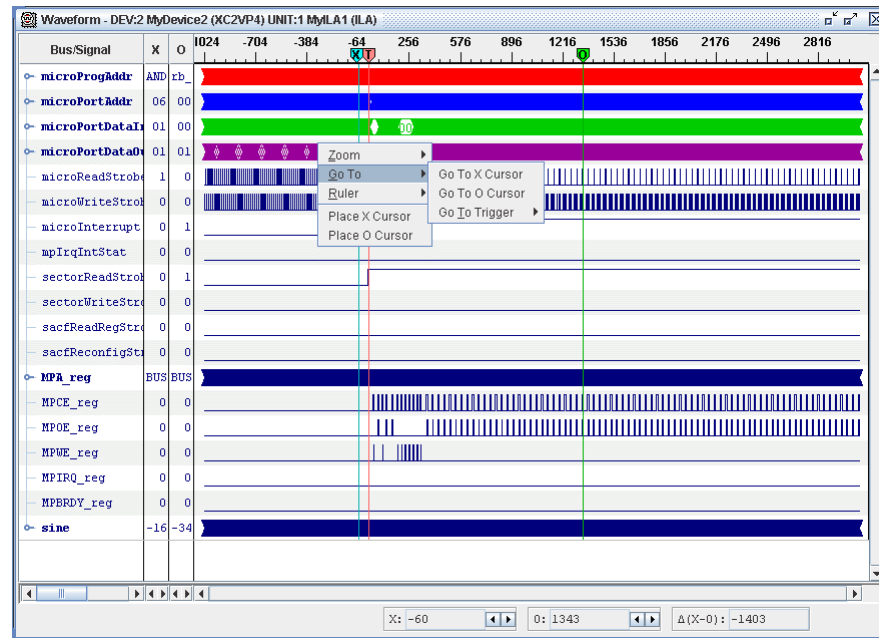 Waveform - DEV:2 MyDevice2 (XC2VP4) UNIT:1 MyILA1 (ILA)
Bus/Signal X O 1024 -704 -384 -64 256 576 896 1216 1536 1856 2176 2496 2816
X T O
microProgAddr AND rb_
microPortAddr 06 00
microPortDataI 01 00 00
microPortDataO 01 01
microReadStrobe 1 0
microWriteStro 0 0
microInterrupt 0 1
mpIrqIntStat 0 0
sectorReadStro 0 1
sectorWriteStr 0 0
sacfReadRegStr 0 0
sacfReconfigSt 0 0
MPA_reg BUS BUS
MPCE_reg 0 0
MPOE_reg 0 0
MPWE_reg 0 0
MPIRQ_reg 0 0
MPBRDY_reg 0 0
sine -16 -34
Zoom
Go To
Ruler
Place X Cursor
Place O Cursor
Go To X Cursor
Go To O Cursor
Go To Trigger
X: -60 O: 1343 Δ(X-O): -1403